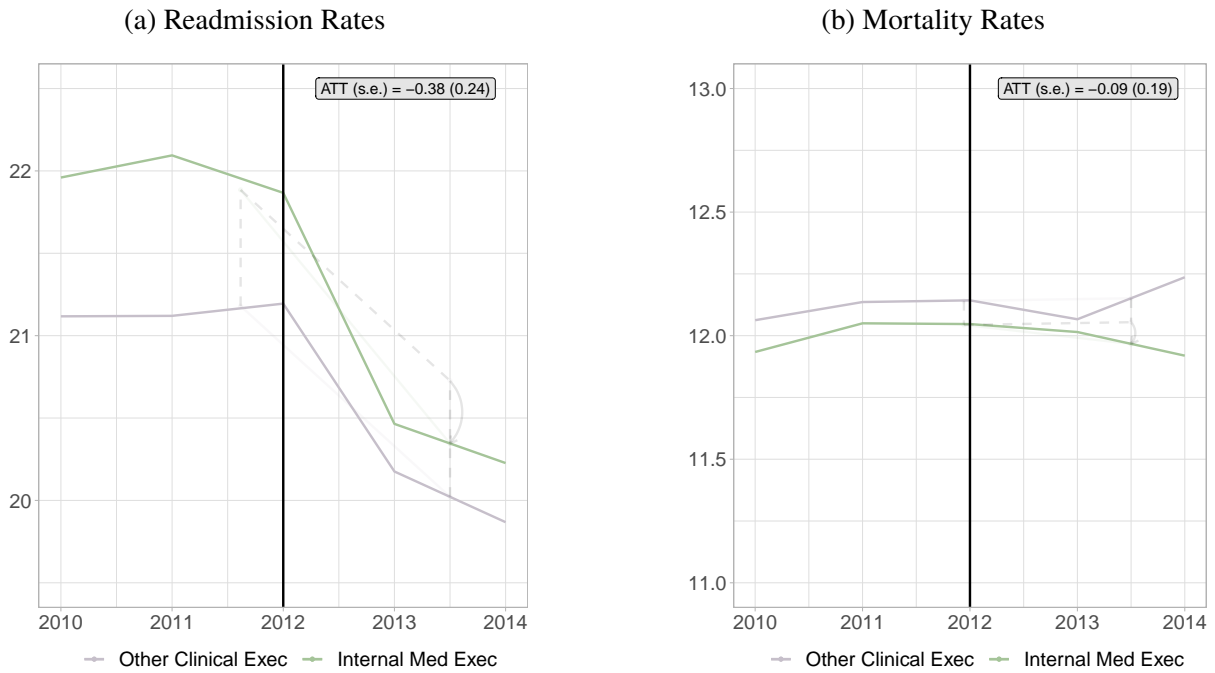 (a) Readmission Rates
ATT (s.e.) = −0.38 (0.24)
22
21
20
2010 2011 2012 2013 2014
Other Clinical Exec Internal Med Exec
(b) Mortality Rates
ATT (s.e.) = −0.09 (0.19)
13.0
12.5
12.0
11.5
11.0
2010 2011 2012 2013 2014
Other Clinical Exec Internal Med Exec